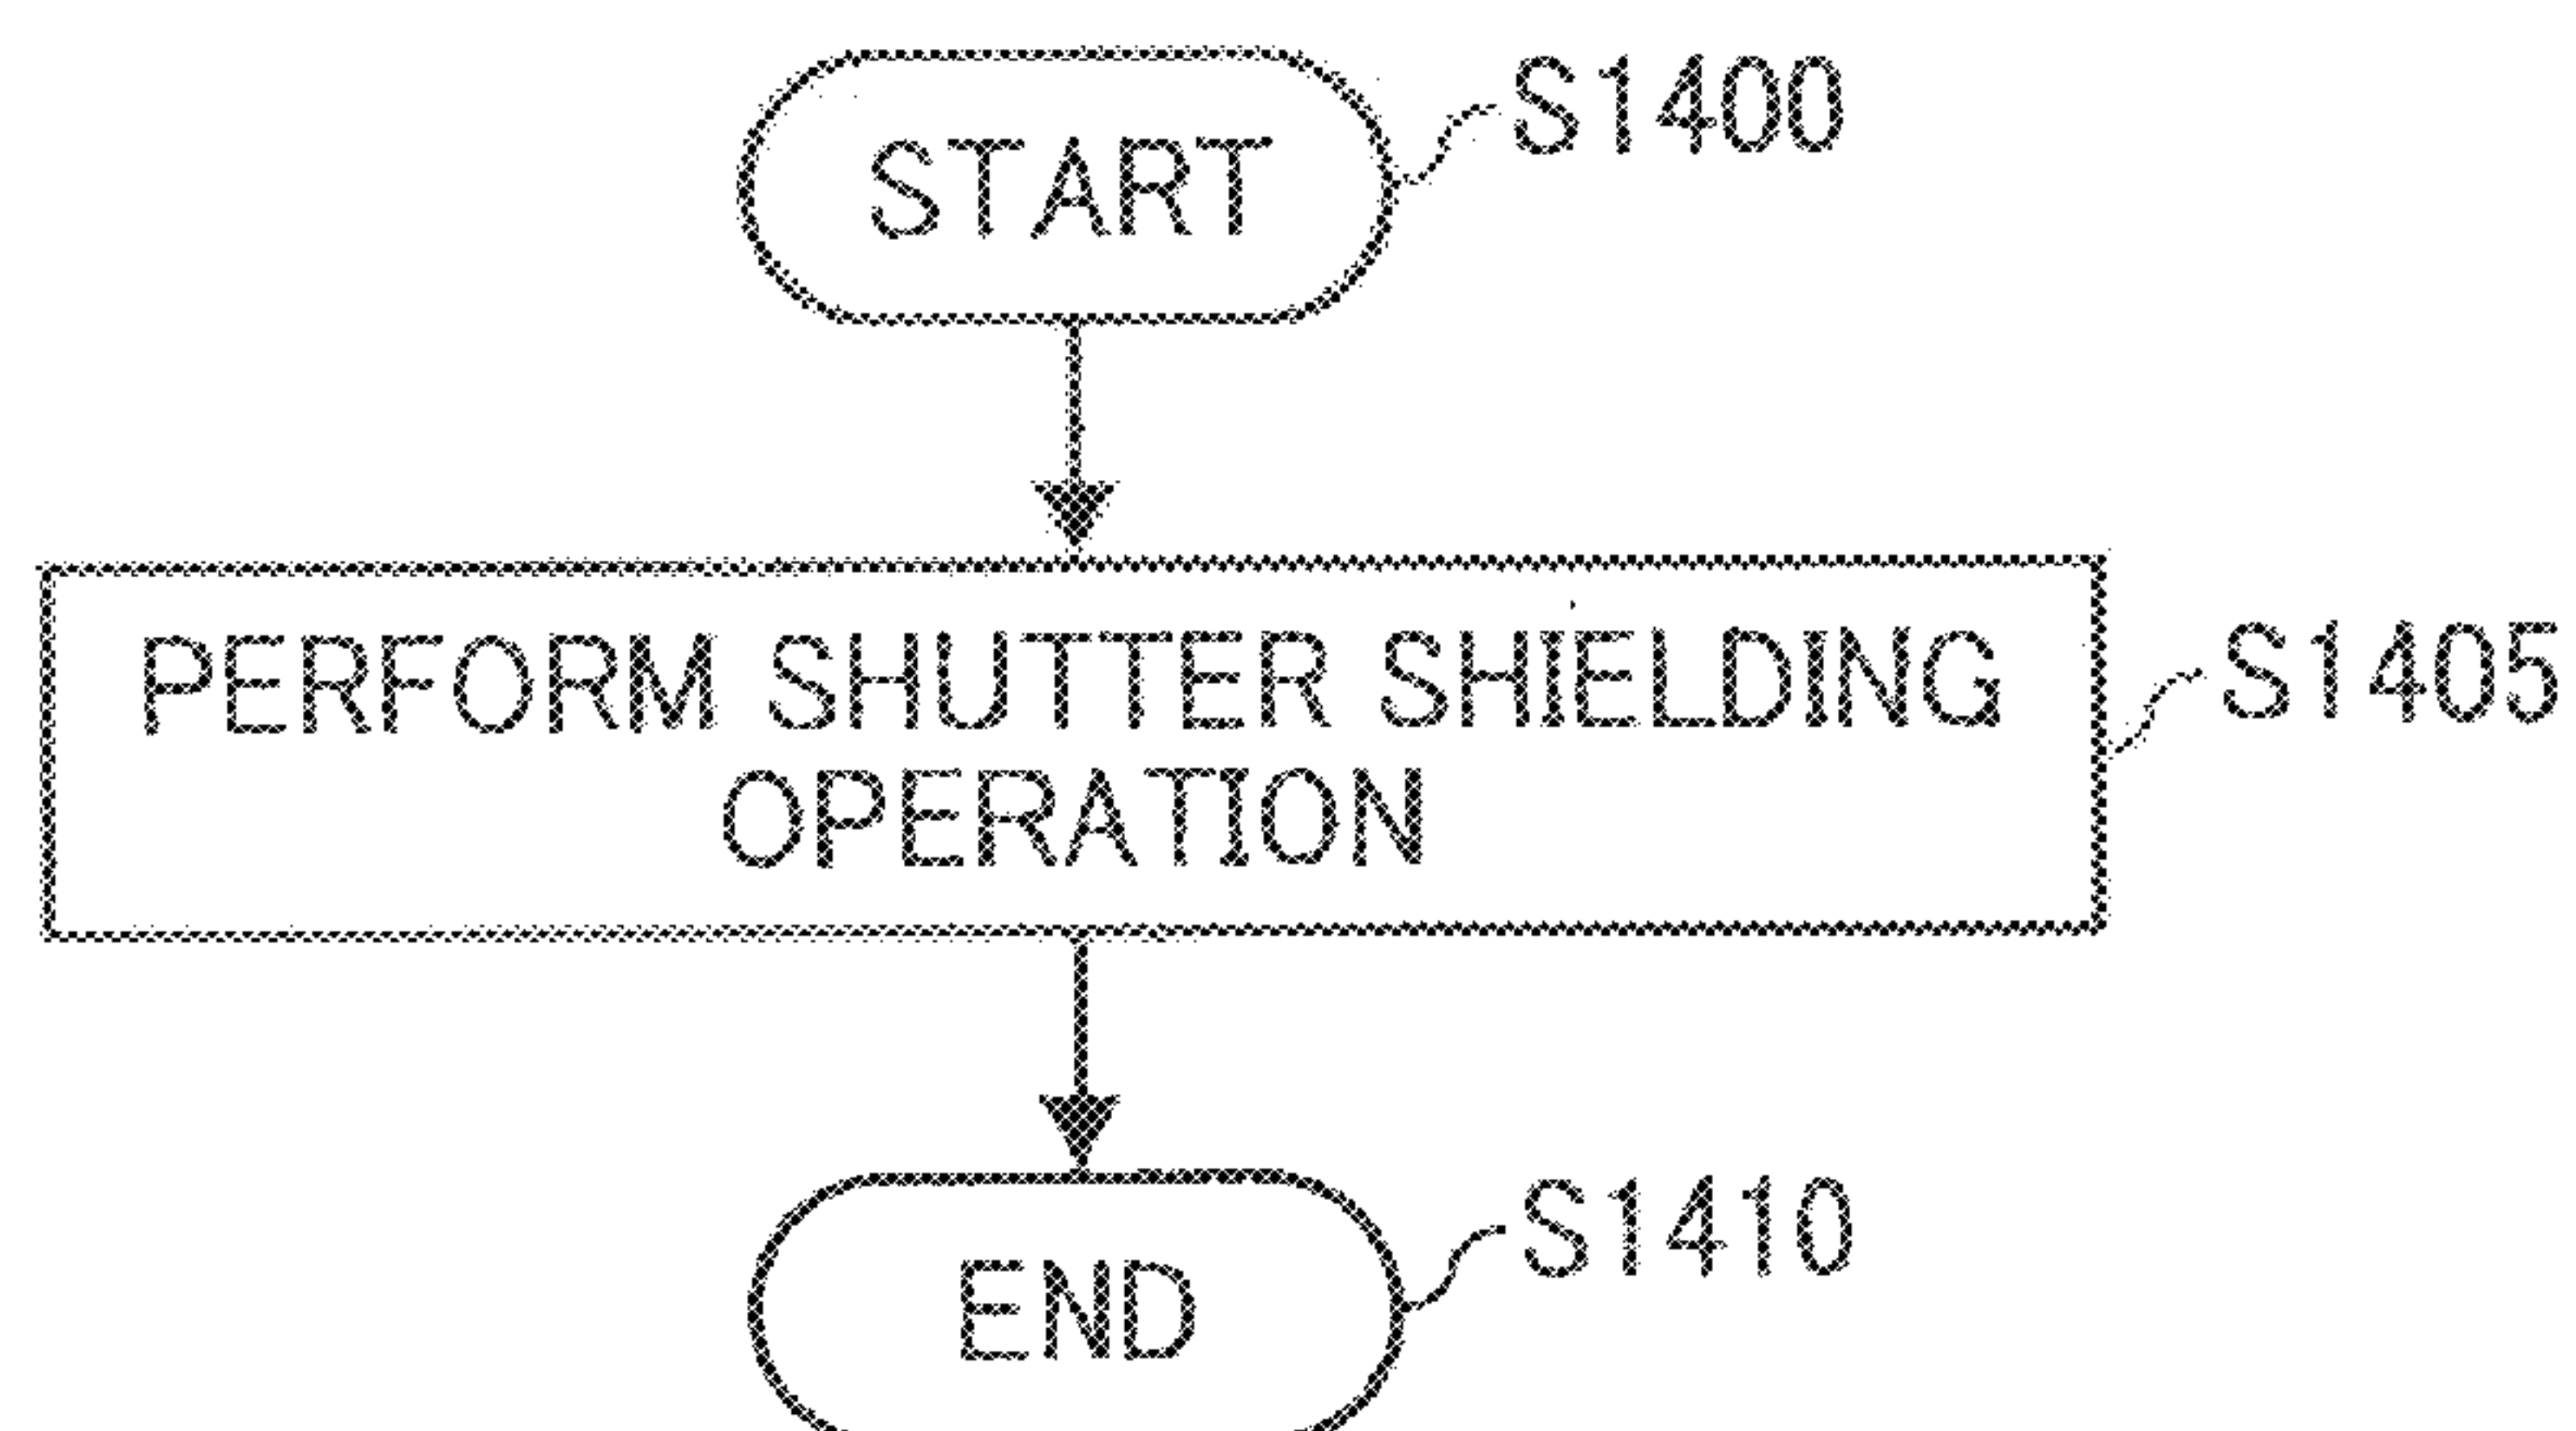 START
S1400
PERFORM SHUTTER SHIELDING
OPERATION
S1405
END
S1410